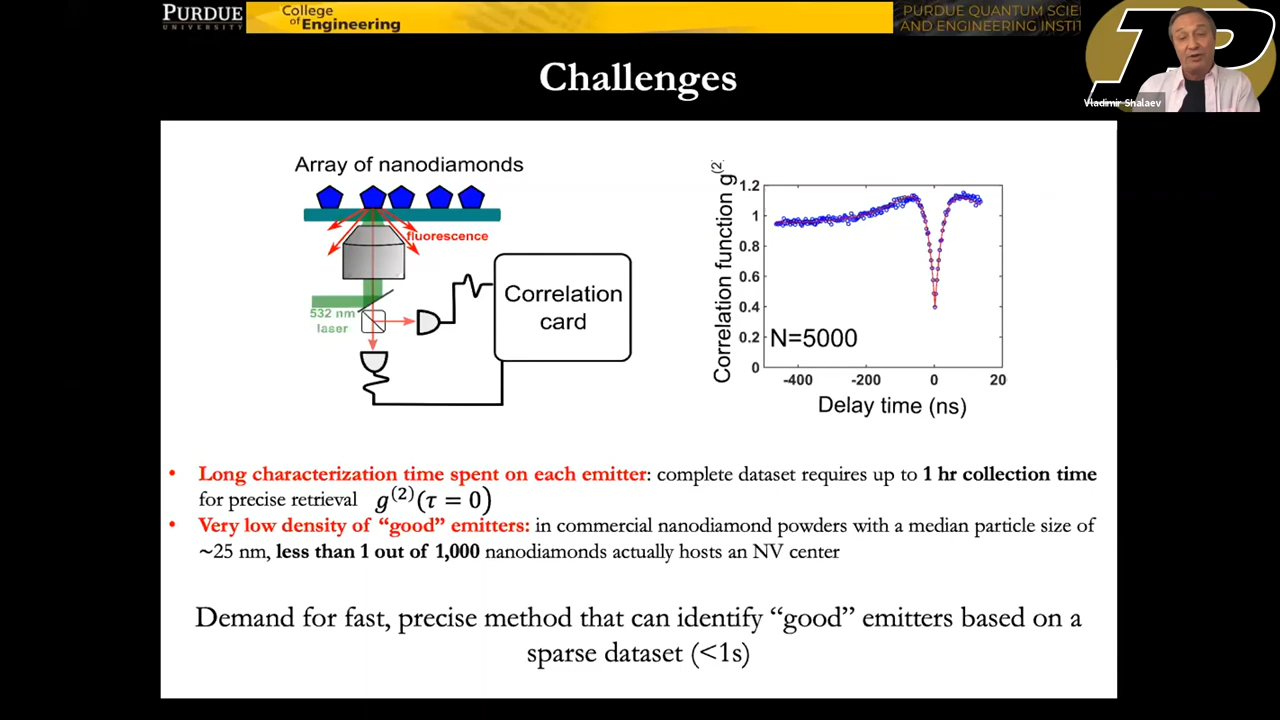 PURDUE
UNIVERSITY
College
of Engineering
PURDUE QUANTUM SCIE
AND ENGINEERING INSTIT
Vladimir Shalaev
Challenges
Array of nanodiamonds
fluorescence
532 nm
laser
Correlation
card
Correlation function g(2)
1.2
1
0.8
0.6
0.4
0.2
0
N=5000
-400
-200
0
20
Delay time (ns)
• Long characterization time spent on each emitter: complete dataset requires up to 1 hr collection time
for precise retrieval g⁽²⁾(τ = 0)
• Very low density of “good” emitters: in commercial nanodiamond powders with a median particle size of
~25 nm, less than 1 out of 1,000 nanodiamonds actually hosts an NV center
Demand for fast, precise method that can identify “good” emitters based on a
sparse dataset (<1s)